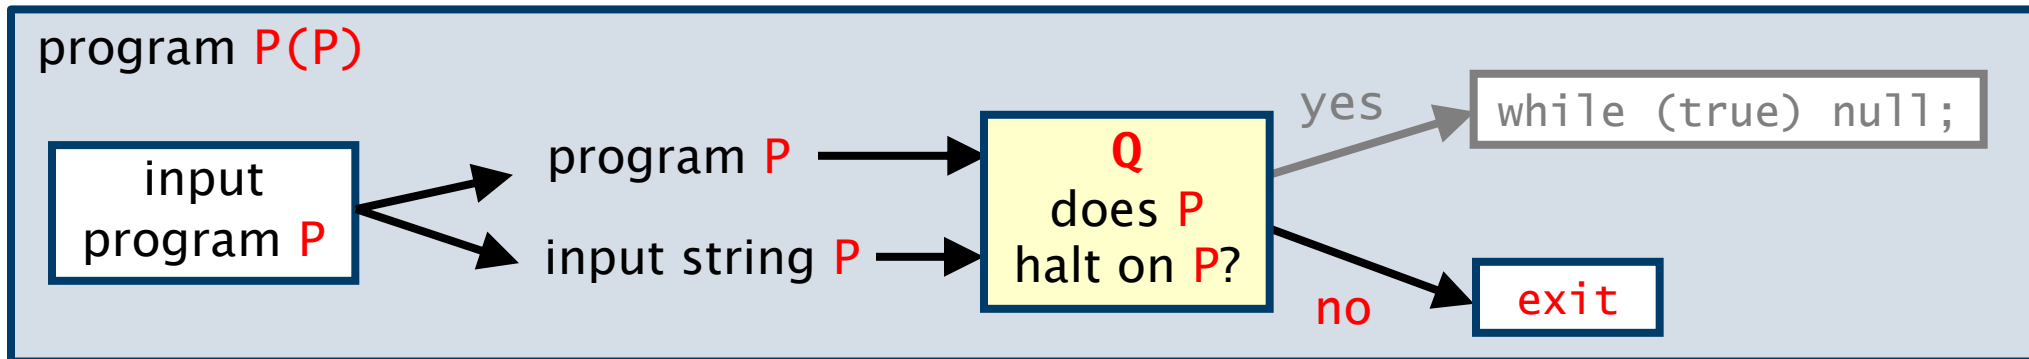 program P(P)
input
program P
program P
input string P
Q
does P
halt on P?
yes
while (true) null;
no
exit